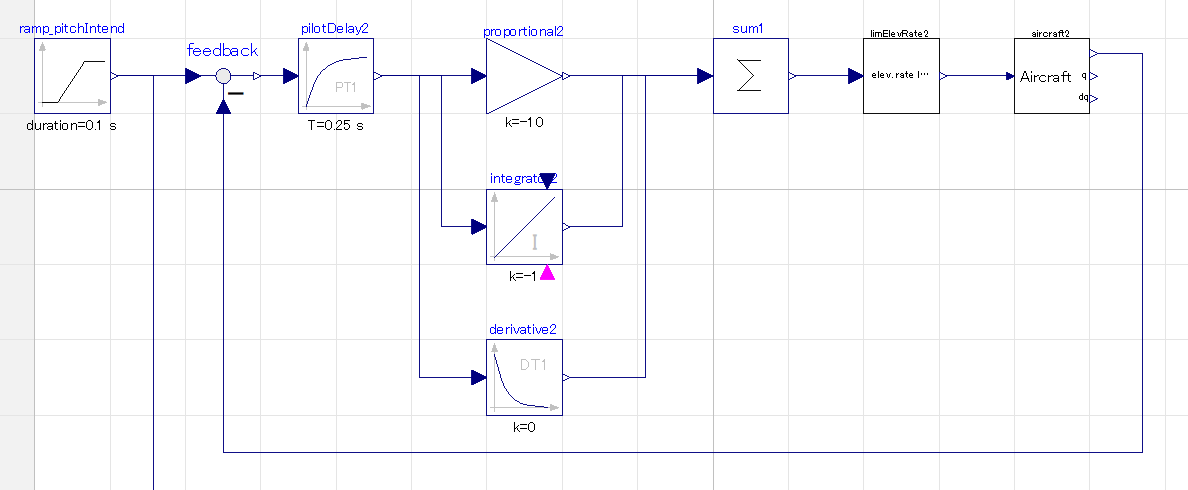 ramp_pitchIntend
duration=0.1 s
feedback
pilotDelay2
PT1
T=0.25 s
proportional2
k=-10
I
k=-1
derivative2
DT1
k=0
sum1
Σ
limElevRate2
elev.rate l...
aircraft2
Aircraft
q
dq